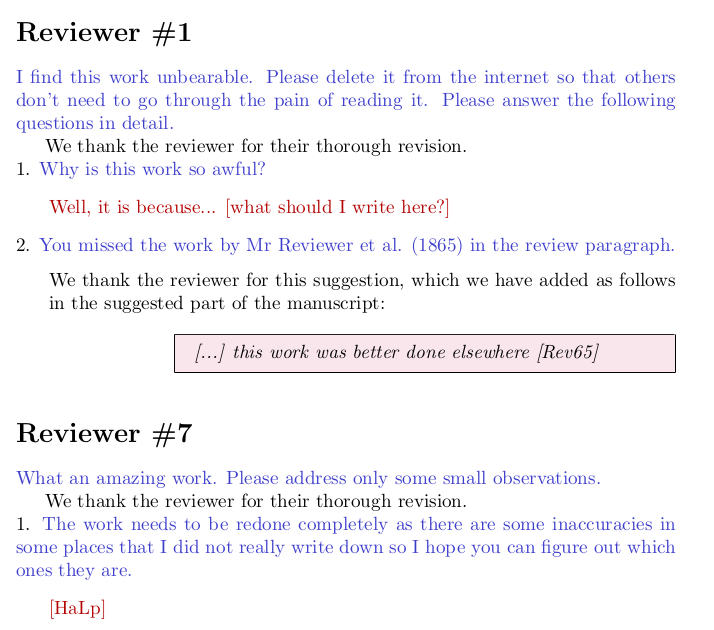 Reviewer #1
I find this work unbearable. Please delete it from the internet so that others
don't need to go through the pain of reading it. Please answer the following
questions in detail.
We thank the reviewer for their thorough revision.
1. Why is this work so awful?
Well, it is because... [what should I write here?]
2. You missed the work by Mr Reviewer et al. (1865) in the review paragraph.
We thank the reviewer for this suggestion, which we have added as follows
in the suggested part of the manuscript:
[...] this work was better done elsewhere [Rev65]
Reviewer #7
What an amazing work. Please address only some small observations.
We thank the reviewer for their thorough revision.
1. The work needs to be redone completely as there are some inaccuracies in
some places that I did not really write down so I hope you can figure out which
ones they are.
[HaLp]